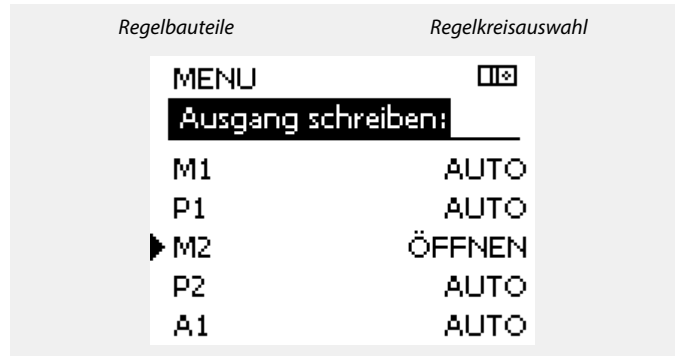 Regelbauteile Regelkreisauswahl
MENU
Ausgang schreiben:
M1 AUTO
P1 AUTO
M2 ÖFFNEN
P2 AUTO
A1 AUTO